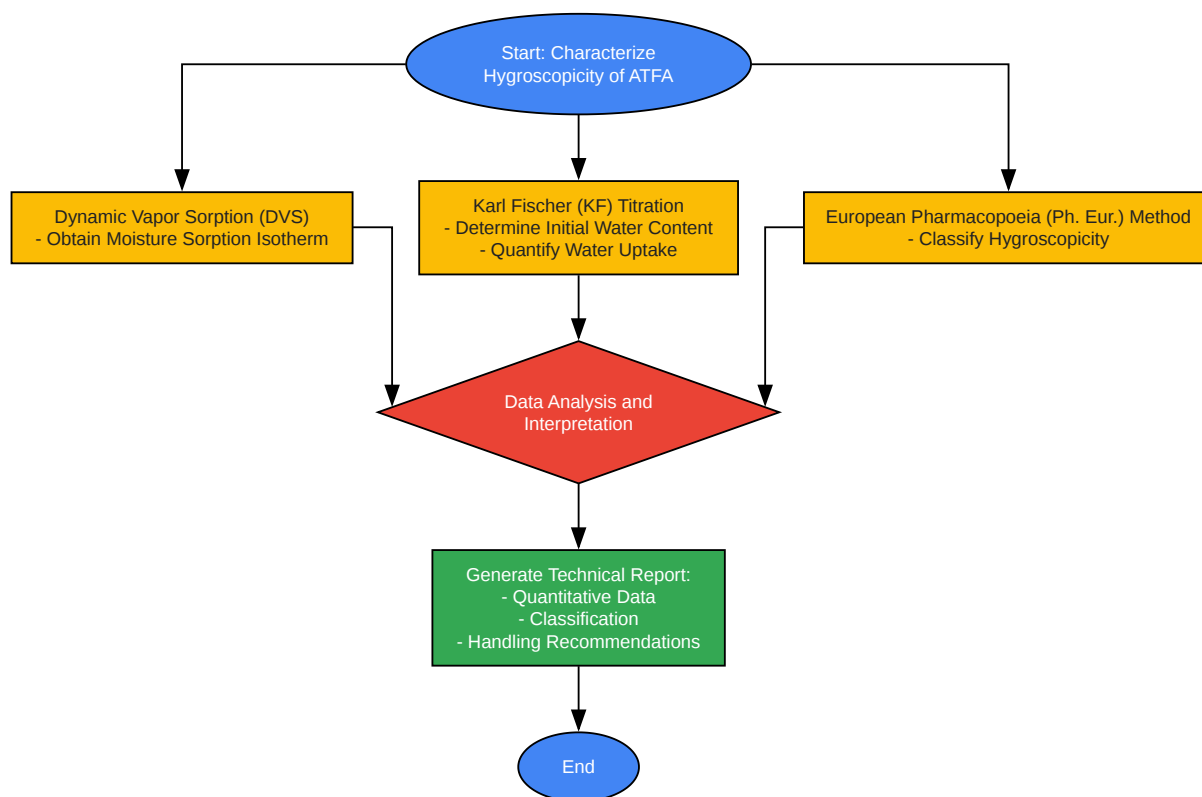 Start: Characterize
Hygroscopicity of ATFA
Dynamic Vapor Sorption (DVS)
- Obtain Moisture Sorption Isotherm
Karl Fischer (KF) Titration
- Determine Initial Water Content
- Quantify Water Uptake
European Pharmacopoeia (Ph. Eur.) Method
- Classify Hygroscopicity
Data Analysis and
Interpretation
Generate Technical Report:
- Quantitative Data
- Classification
- Handling Recommendations
End